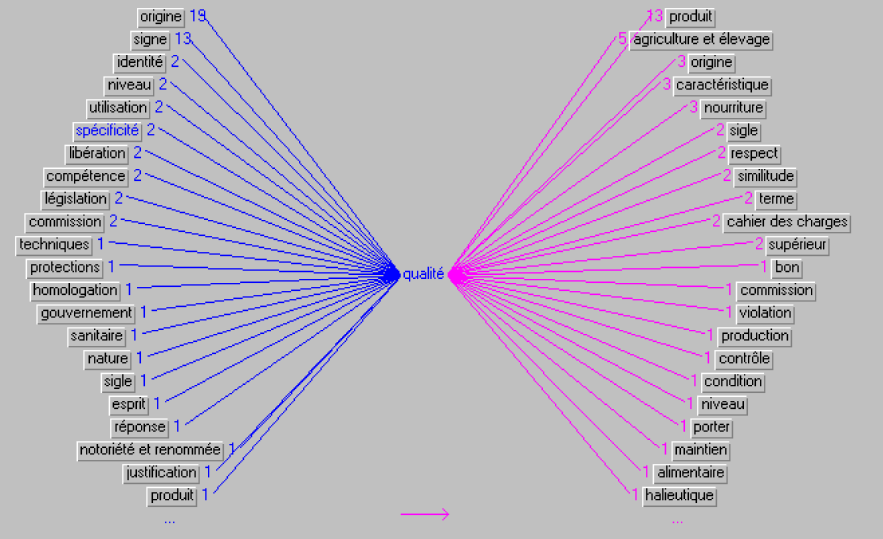 origine 19
signe 13
identité 2
niveau 2
utilisation 2
spécificité 2
libération 2
compétence 2
législation 2
commission 2
techniques 1
protections 1
homologation 1
gouvernement 1
sanitaire 1
nature 1
sigle 1
esprit 1
réponse 1
notoriété et renommée 1
justification 1
produit 1
...
qualité
13 produit
5 agriculture et élevage
3 origine
3 caractéristique
3 nourriture
2 sigle
2 respect
2 similitude
2 terme
2 cahier des charges
2 supérieur
1 bon
1 commission
1 violation
1 production
1 contrôle
1 condition
1 niveau
1 porter
1 maintien
1 alimentaire
1 halieutique
...